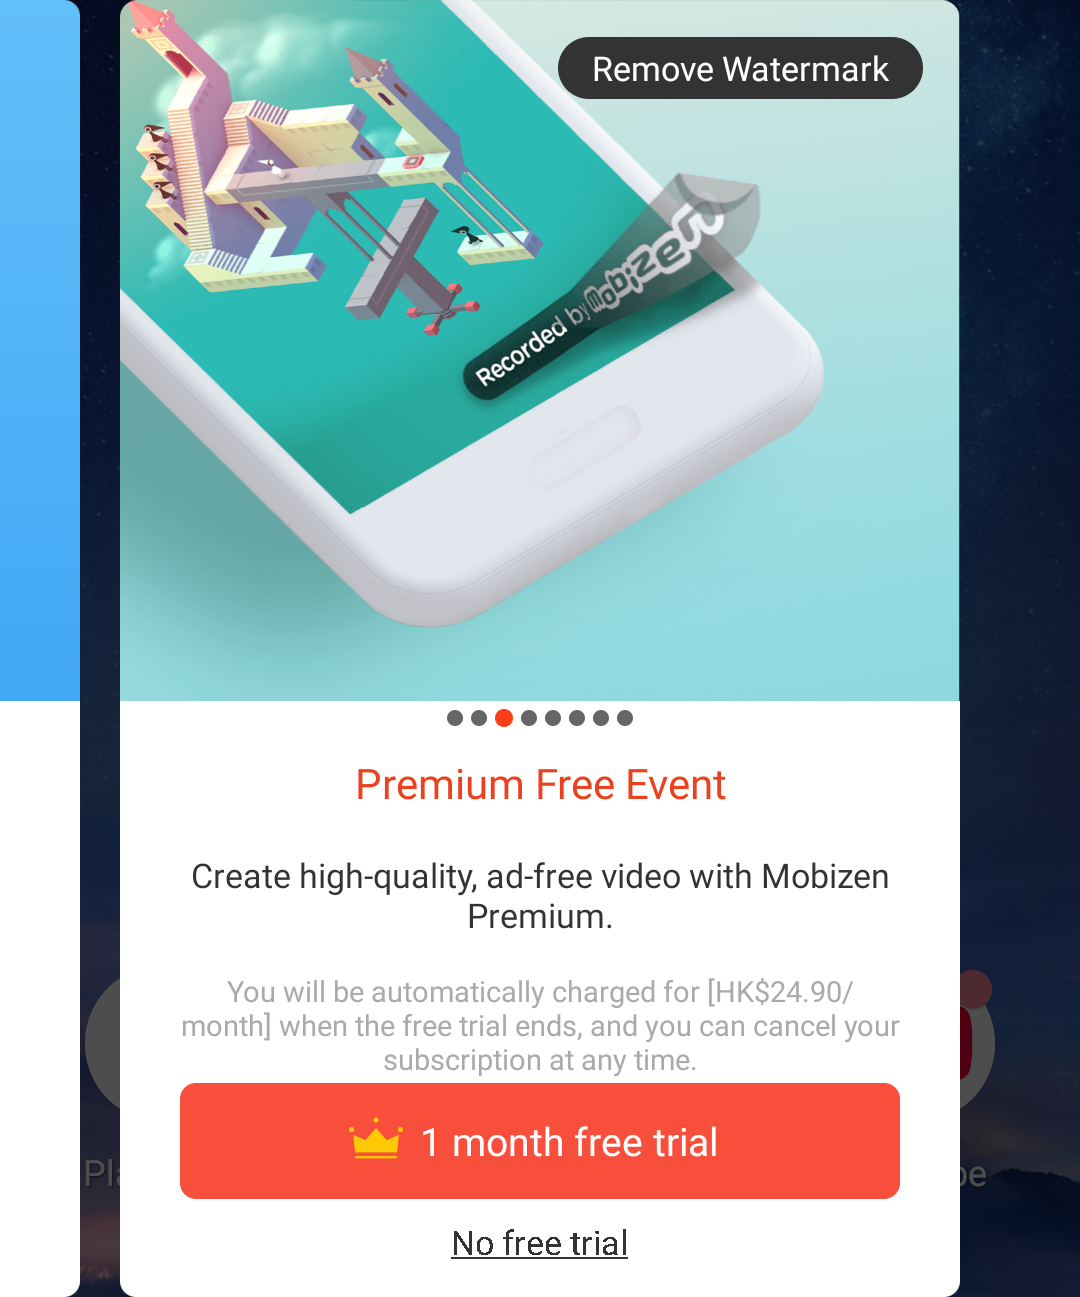 Remove Watermark
Recorded by mobizen
Premium Free Event
Create high-quality, ad-free video with Mobizen
Premium.
You will be automatically charged for [HK$24.90/
month] when the free trial ends, and you can cancel your
subscription at any time.
1 month free trial
No free trial